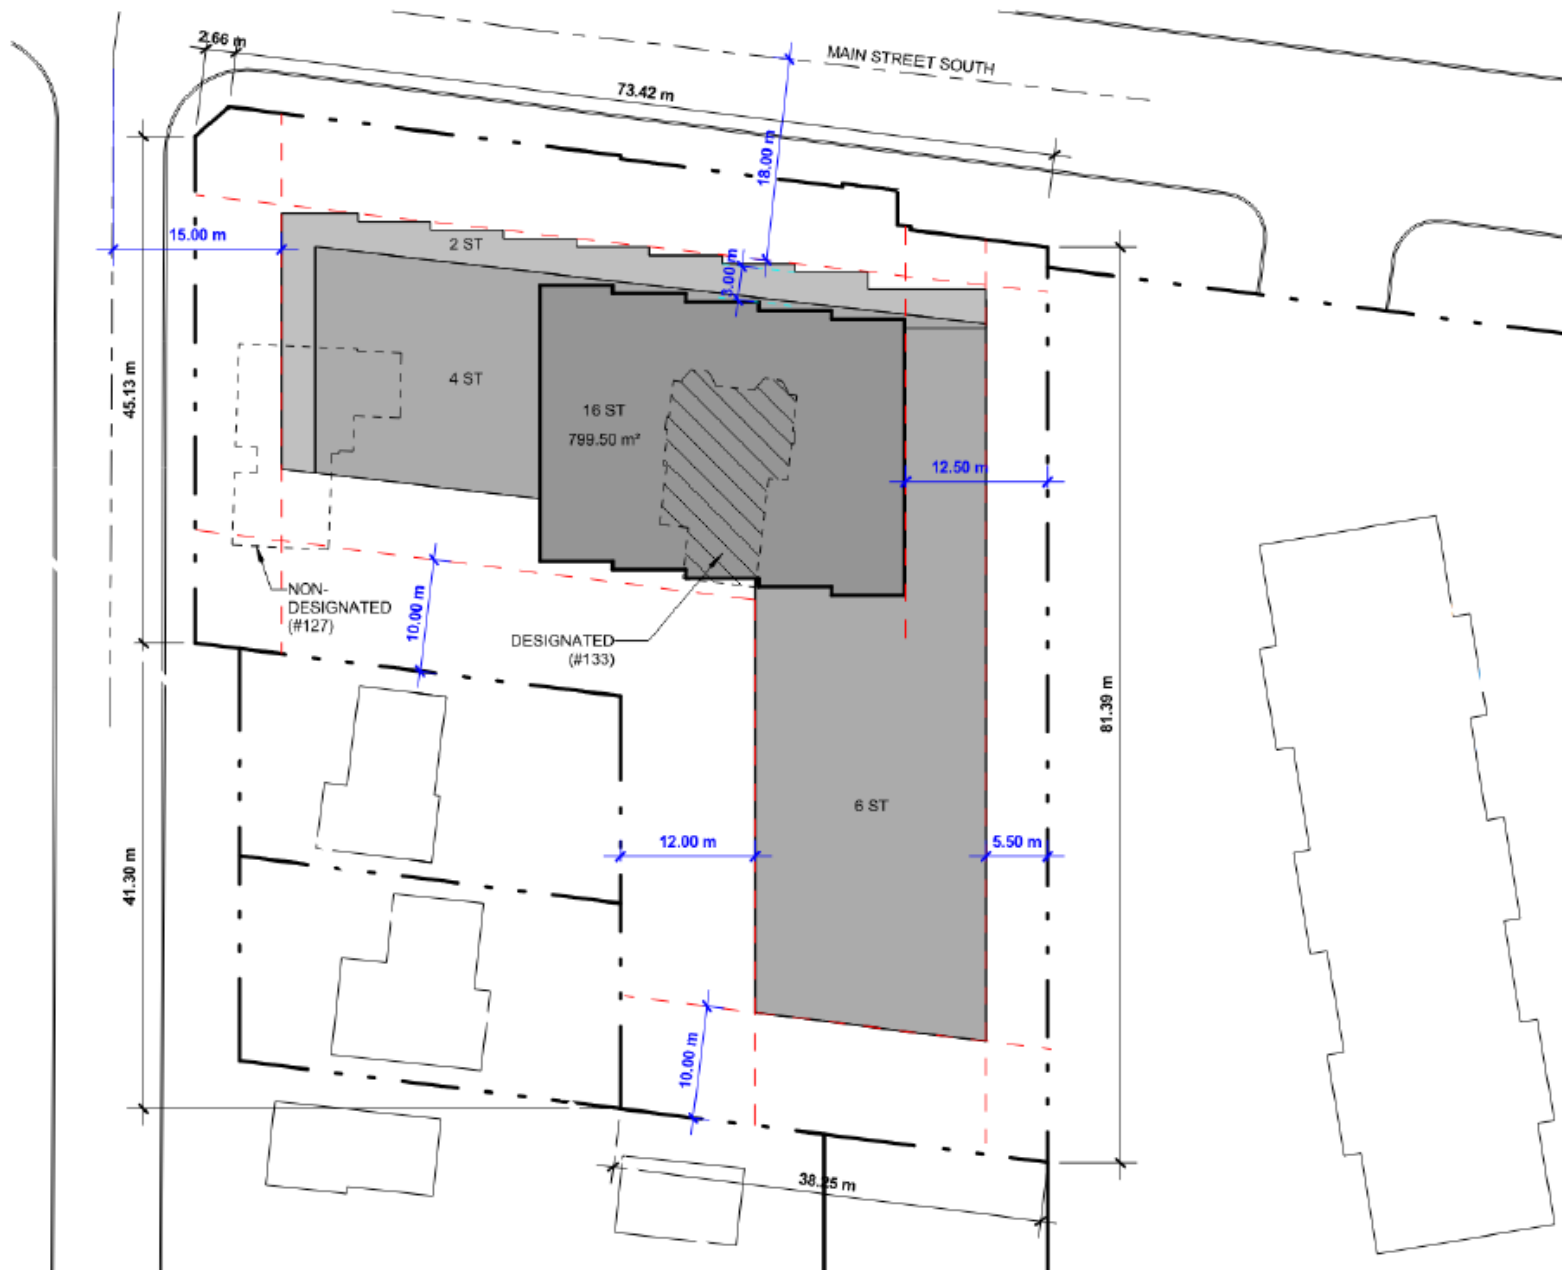 2.66 m
MAIN STREET SOUTH
73.42 m
18.00 m
15.00 m
2 ST
3.00 m
45.13 m
4 ST
16 ST
799.50 m²
12.50 m
NON-
DESIGNATED
(#127)
10.00 m
DESIGNATED
(#133)
81.39 m
6 ST
12.00 m
5.50 m
41.30 m
10.00 m
38.25 m